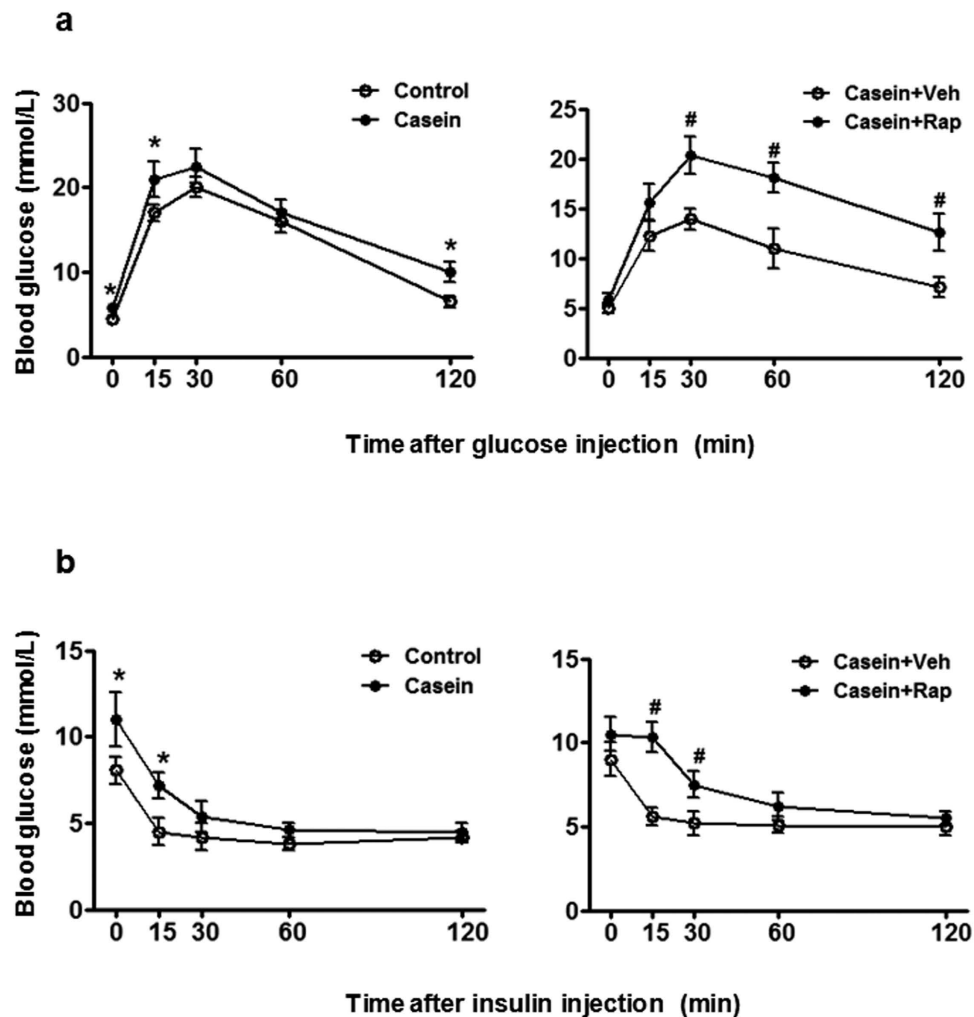 a
Blood glucose (mmol/L)
Control
Casein
30
20
10
0
*
*
*
0 15 30 60 120
Casein+Veh
Casein+Rap
25
20
15
10
5
0
#
#
#
0 15 30 60 120
Time after glucose injection (min)
b
Blood glucose (mmol/L)
Control
Casein
15
10
5
0
*
*
0 15 30 60 120
Casein+Veh
Casein+Rap
15
10
5
0
#
#
0 15 30 60 120
Time after insulin injection (min)